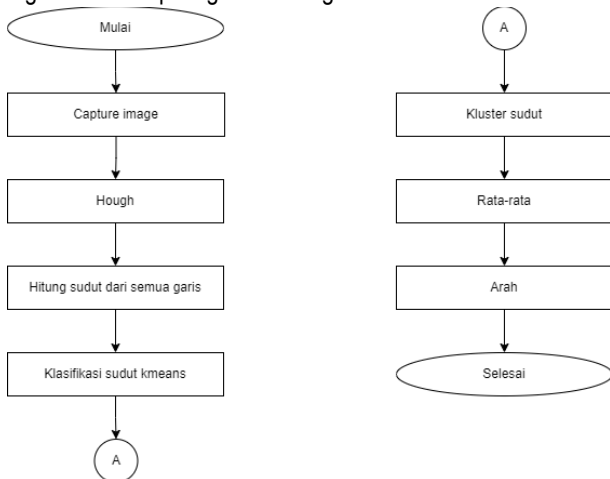 Mulai
Capture image
Hough
Hitung sudut dari semua garis
Klasifikasi sudut kmeans
A
A
Kluster sudut
Rata-rata
Arah
Selesai